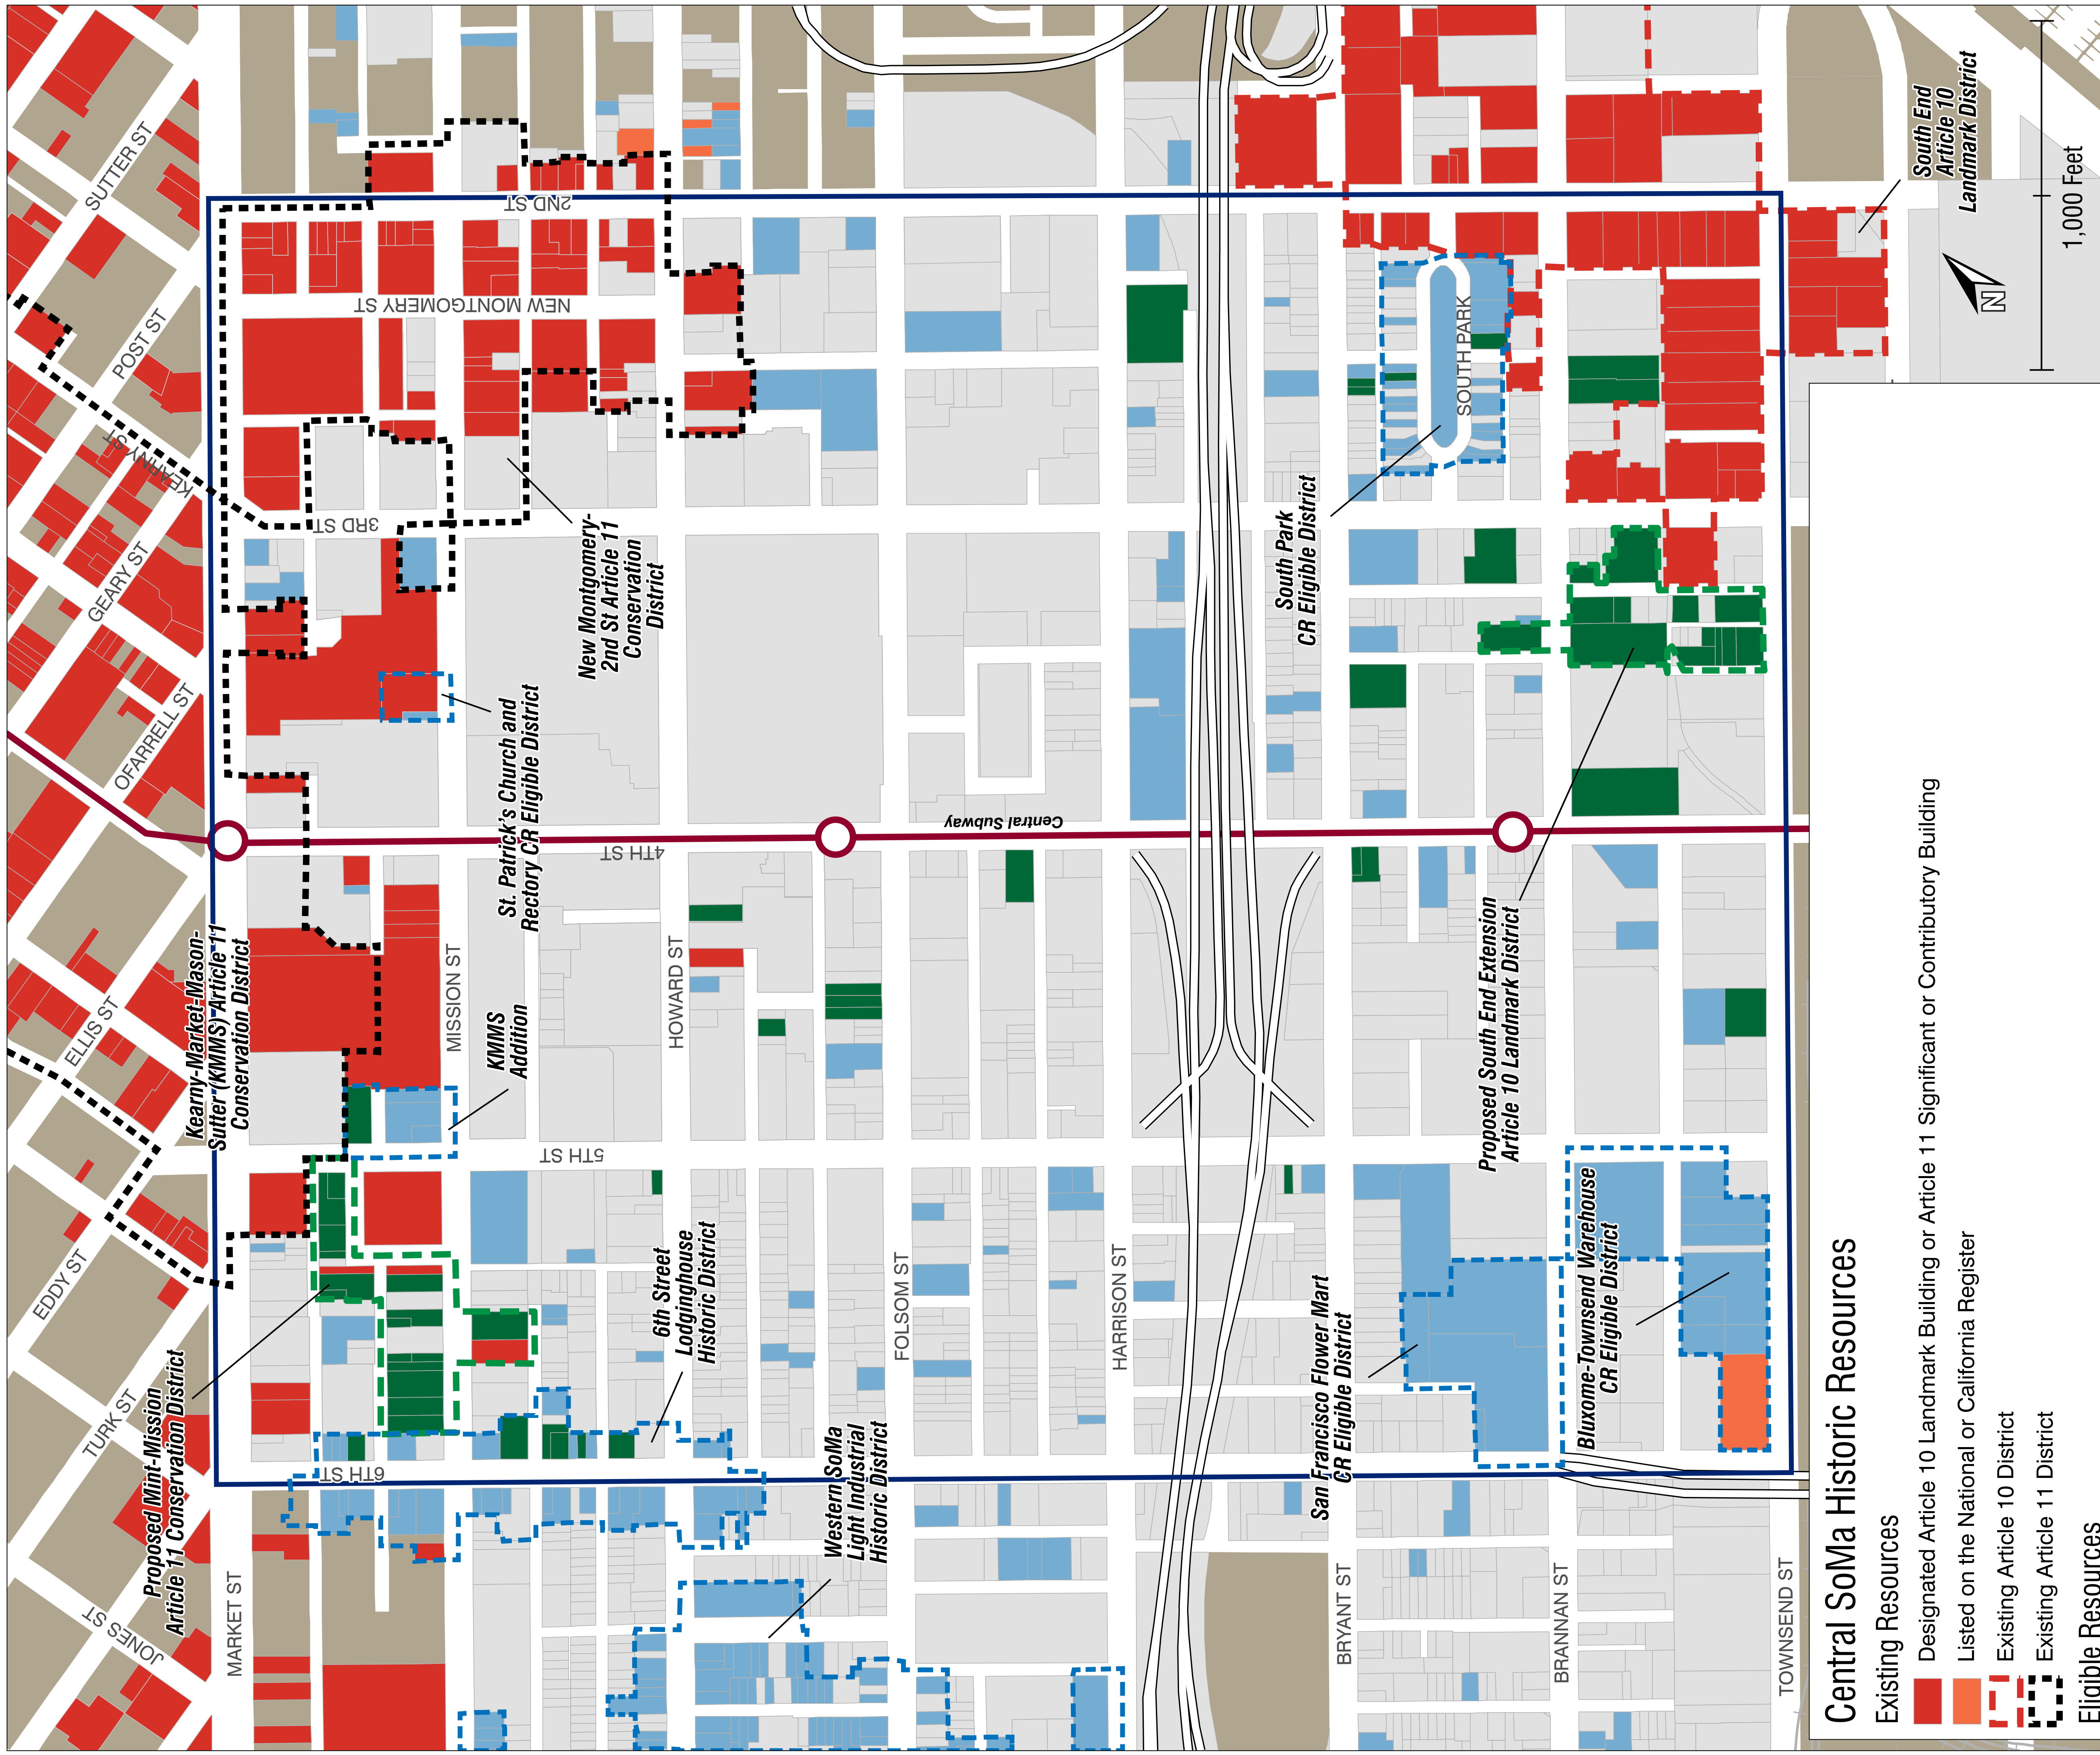 Central SoMa Historic Resources
Existing Resources
Designated Article 10 Landmark Building or Article 11 Significant or Contributory Building
Listed on the National or California Register
Existing Article 10 District
Existing Article 11 District
Eligible Resources
JONES ST
TURK ST
EDDY ST
ELLIS ST
OFARRELL ST
GEARY ST
KEARNY ST
POST ST
SUTTER ST
Proposed Mint-Mission
Article 11 Conservation District
Kearny-Market-Mason-
Sutter (KMMS) Article 11
Conservation District
MARKET ST
6TH ST
5TH ST
4TH ST
3RD ST
2ND ST
NEW MONTGOMERY ST
MISSION ST
KMMS
Addition
St. Patrick's Church and
Rectory CR Eligible District
New Montgomery-
2nd St Article 11
Conservation
District
6th Street
Lodginghouse
Historic District
HOWARD ST
Western SoMa
Light Industrial
Historic District
FOLSOM ST
Central Subway
HARRISON ST
San Francisco Flower Mart
CR Eligible District
South Park
CR Eligible District
BRYANT ST
SOUTH PARK
Proposed South End Extension
Article 10 Landmark District
BRANNAN ST
Bluxome-Townsend Warehouse
CR Eligible District
TOWNSEND ST
South End
Article 10
Landmark District
N
1,000 Feet